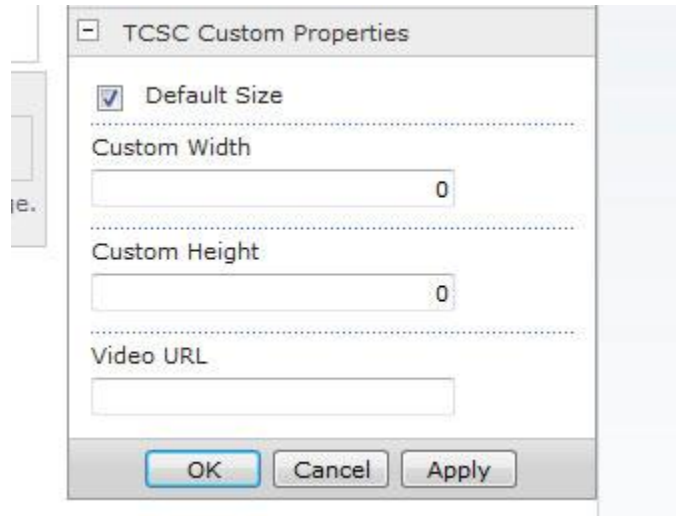 TCSC Custom Properties
Default Size
Custom Width
0
Custom Height
0
Video URL
OK Cancel Apply